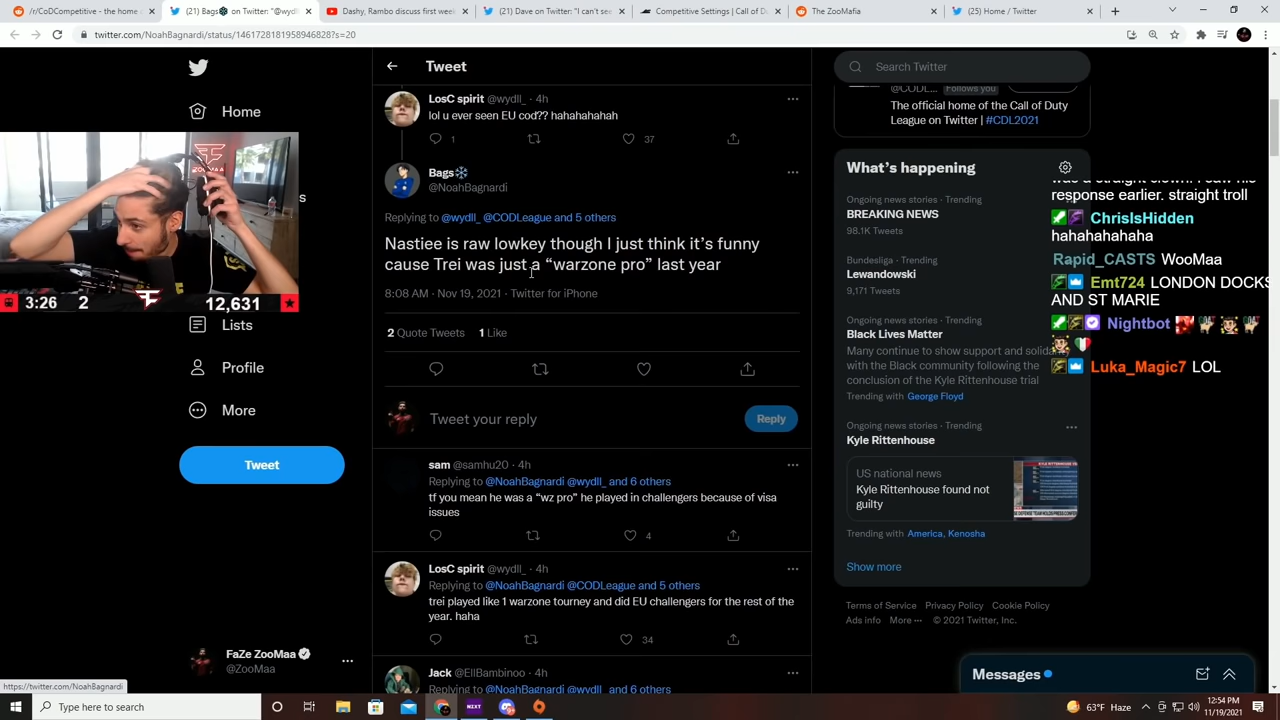 /r/CoDCompetitive - the home
(21) Bags❄ on Twitter: "@wydll_
Dashy, Rambo discuss first week
(21) Dave on Twitter: "I can't see
Competitive Settings | Call of D
The ZooMafia
(25) Home / Twitter
twitter.com/NoahBagnardi/status/1461728181958946828?s=20
Home
Lists
Profile
More
Tweet
FaZe ZooMaa
@ZooMaa
https://twitter.com/NoahBagnardi
FAZE
ZOOMAA
3:26 2 12,631
Tweet
LosC spirit @wydll_ · 4h
lol u ever seen EU cod?? hahahahahah
1 37
Bags❄
@NoahBagnardi
Replying to @wydll_ @CODLeague and 5 others
Nastiee is raw lowkey though I just think it's funny
cause Trei was just a “warzone pro” last year
8:08 AM · Nov 19, 2021 · Twitter for iPhone
2 Quote Tweets 1 Like
Tweet your reply
Reply
sam @samhu20 · 4h
Replying to @NoahBagnardi @wydll_ and 6 others
tf you mean he was a “wz pro” he played in challengers because of visa
issues
4
LosC spirit @wydll_ · 4h
Replying to @NoahBagnardi @CODLeague and 5 others
trei played like 1 warzone tourney and did EU challengers for the rest of the
year. haha
34
Jack @ElIBambinoo · 4h
Replying to @NoahBagnardi @wydll_ and 6 others
Search Twitter
@CODL... Follows you
The official home of the Call of Duty
League on Twitter | #CDL2021
What's happening
Ongoing news stories · Trending
BREAKING NEWS
98.1K Tweets
Bundesliga · Trending
Lewandowski
9,171 Tweets
Ongoing news stories · Trending
Black Lives Matter
Many continue to show support and solida
with the Black community following the
conclusion of the Kyle Rittenhouse trial
Trending with George Floyd
Ongoing news stories · Trending
Kyle Rittenhouse
US national news
Kyle Rittenhouse found not
guilty
Trending with America, Kenosha
Show more
Terms of Service Privacy Policy Cookie Policy
Ads info More ··· © 2021 Twitter, Inc.
Messages
response earlier. straight troll
ChrisIsHidden
hahahahahaha
Rapid_CASTS WooMaa
Emt724 LONDON DOCKS
AND ST MARIE
Nightbot
Luka_Magic7 LOL
Type here to search
NZXT
63°F Haze
12:54 PM
11/19/2021